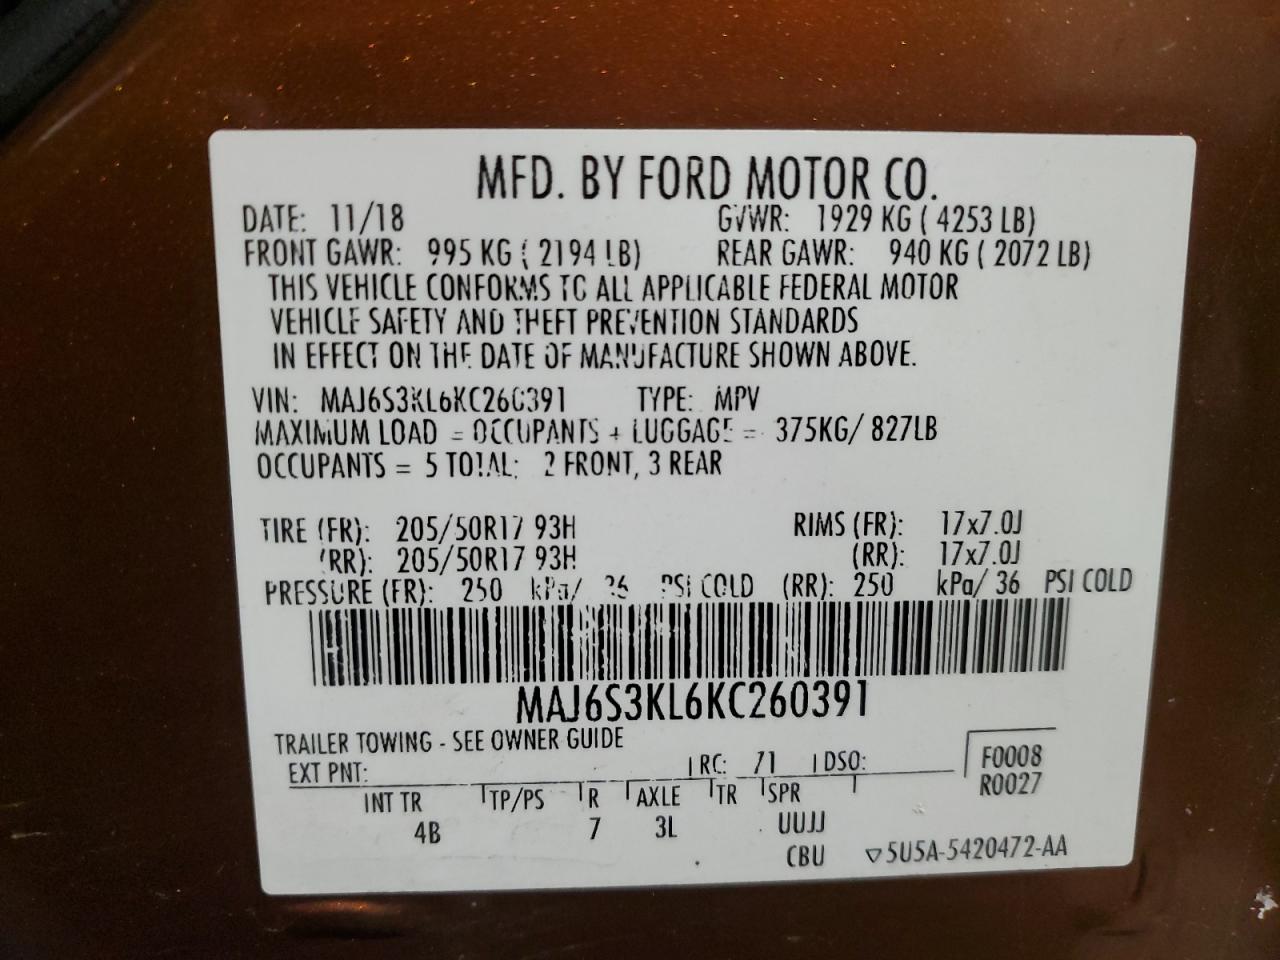 MFD. BY FORD MOTOR CO.
DATE: 11/18 GVWR: 1929 KG ( 4253 LB)
FRONT GAWR: 995 KG ( 2194 LB) REAR GAWR: 940 KG ( 2072 LB)
THIS VEHICLE CONFORMS TO ALL APPLICABLE FEDERAL MOTOR
VEHICLE SAFETY AND THEFT PREVENTION STANDARDS
IN EFFECT ON THE DATE OF MANUFACTURE SHOWN ABOVE.
VIN: MAJ6S3KL6KC260391 TYPE: MPV
MAXIMUM LOAD = OCCUPANTS + LUGGAGE = 375KG/ 827LB
OCCUPANTS = 5 TOTAL: 2 FRONT, 3 REAR
TIRE (FR): 205/50R17 93H RIMS (FR): 17x7.0J
(RR): 205/50R17 93H (RR): 17x7.0J
PRESSURE (FR): 250 kPa/ 36 PSI COLD (RR): 250 kPa/ 36 PSI COLD
MAJ6S3KL6KC260391
TRAILER TOWING - SEE OWNER GUIDE
EXT PNT: RC: 71 DSO: F0008
R0027
INT TR TP/PS R AXLE TR SPR
4B 7 3L UUJJ
CBU ▽5U5A-5420472-AA